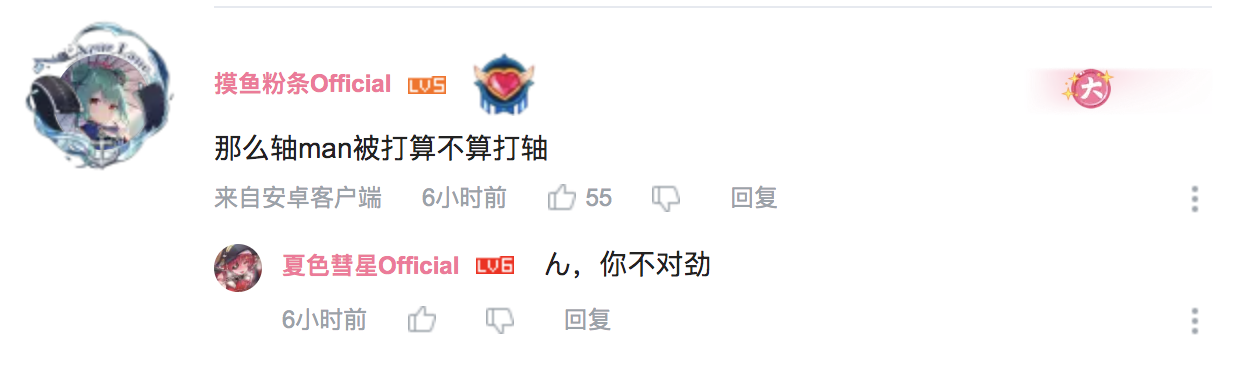 Azur Lane
摸鱼粉条Official LV5
大
那么轴man被打算不算打轴
来自安卓客户端 6小时前 55 回复
夏色彗星Official LV6 ん，你不对劲
6小时前 回复